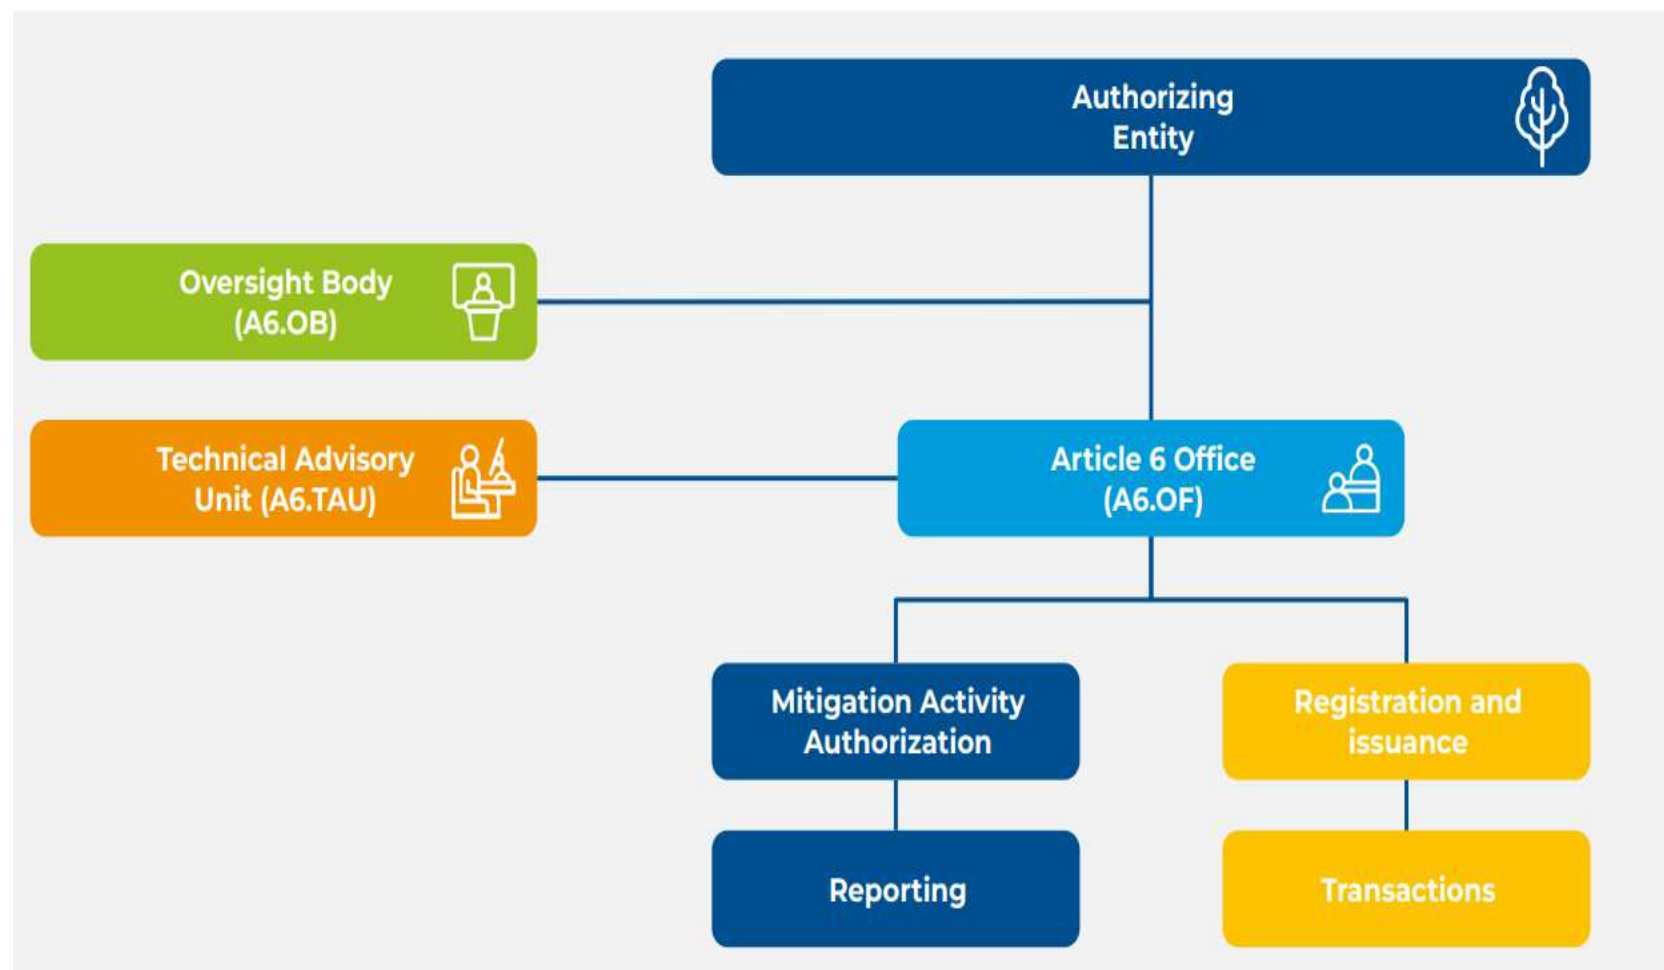 Authorizing
Entity
Oversight Body
(A6.OB)
Technical Advisory
Unit (A6.TAU)
Article 6 Office
(A6.OF)
Mitigation Activity
Authorization
Registration and
issuance
Reporting
Transactions